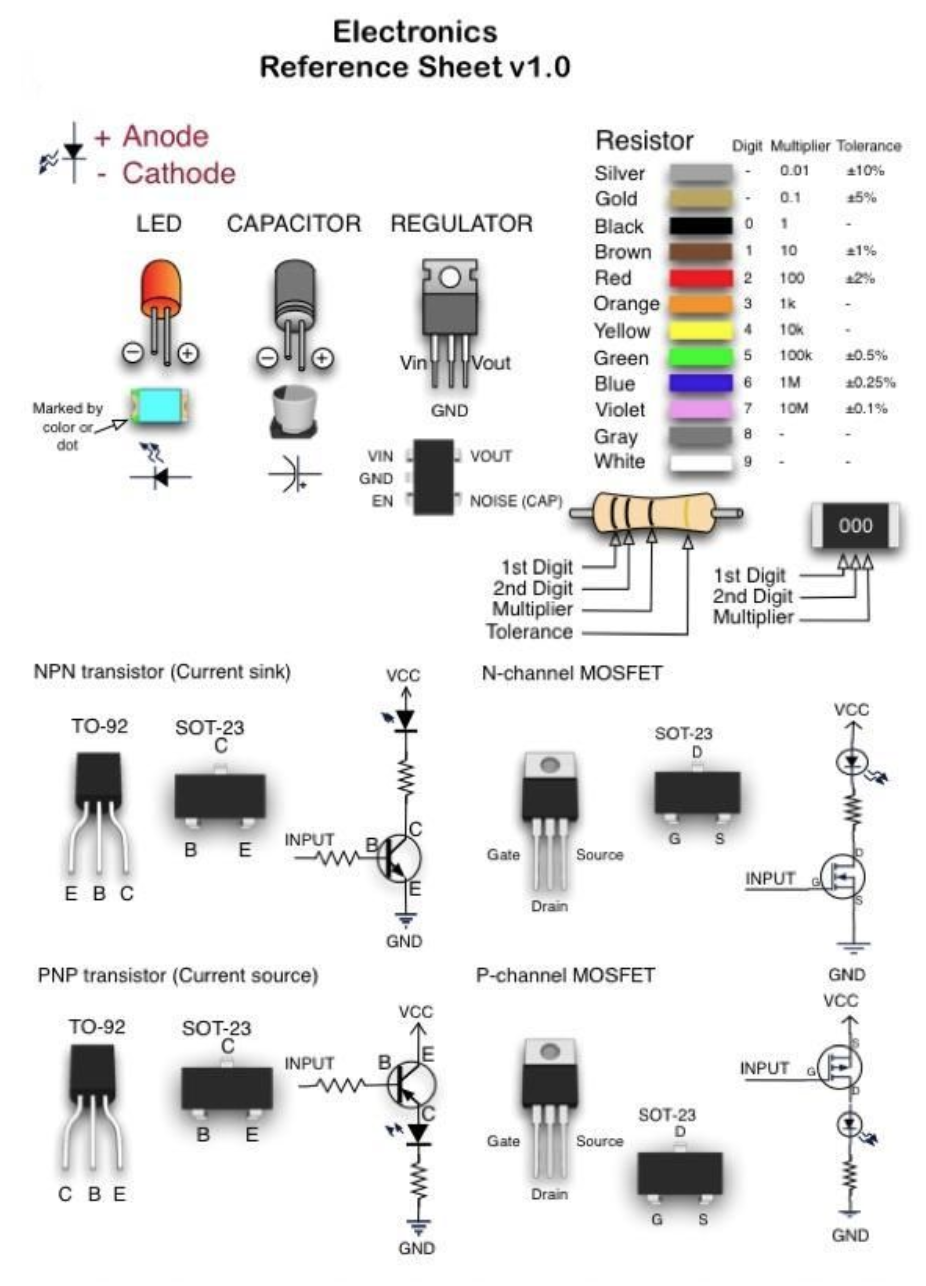 Electronics
Reference Sheet v1.0
+ Anode
- Cathode
LED
CAPACITOR
REGULATOR
Vin
Vout
GND
Marked by
color or
dot
VIN
VOUT
GND
EN
NOISE (CAP)
Resistor Digit Multiplier Tolerance
Silver - 0.01 ±10%
Gold - 0.1 ±5%
Black 0 1 -
Brown 1 10 ±1%
Red 2 100 ±2%
Orange 3 1k -
Yellow 4 10k -
Green 5 100k ±0.5%
Blue 6 1M ±0.25%
Violet 7 10M ±0.1%
Gray 8 - -
White 9 - -
1st Digit
2nd Digit
Multiplier
Tolerance
000
1st Digit
2nd Digit
Multiplier
NPN transistor (Current sink)
TO-92
E B C
SOT-23
C
B E
VCC
INPUT
B
C
E
GND
N-channel MOSFET
Gate
Source
Drain
SOT-23
D
G S
VCC
INPUT
G
D
S
GND
PNP transistor (Current source)
TO-92
C B E
SOT-23
C
B E
VCC
INPUT
B
E
C
GND
P-channel MOSFET
Gate
Source
Drain
SOT-23
D
G S
VCC
INPUT
G
S
D
GND